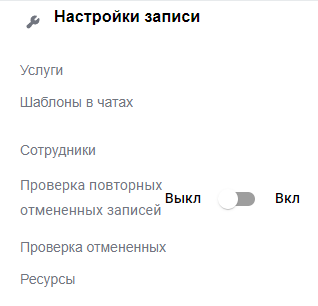 Настройки записи
Услуги
Шаблоны в чатах
Сотрудники
Проверка повторных
отмененных записей
Выкл Вкл
Проверка отмененных
Ресурсы